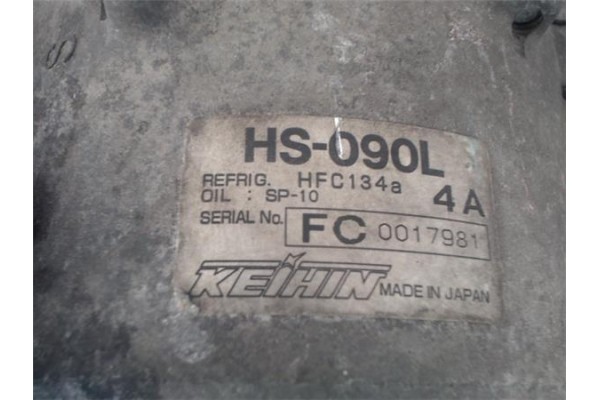 S
HS-090L
REFRIG. HFC134a
OIL : SP-10 4A
SERIAL No. FC 0017981
KEIHIN MADE IN JAPAN